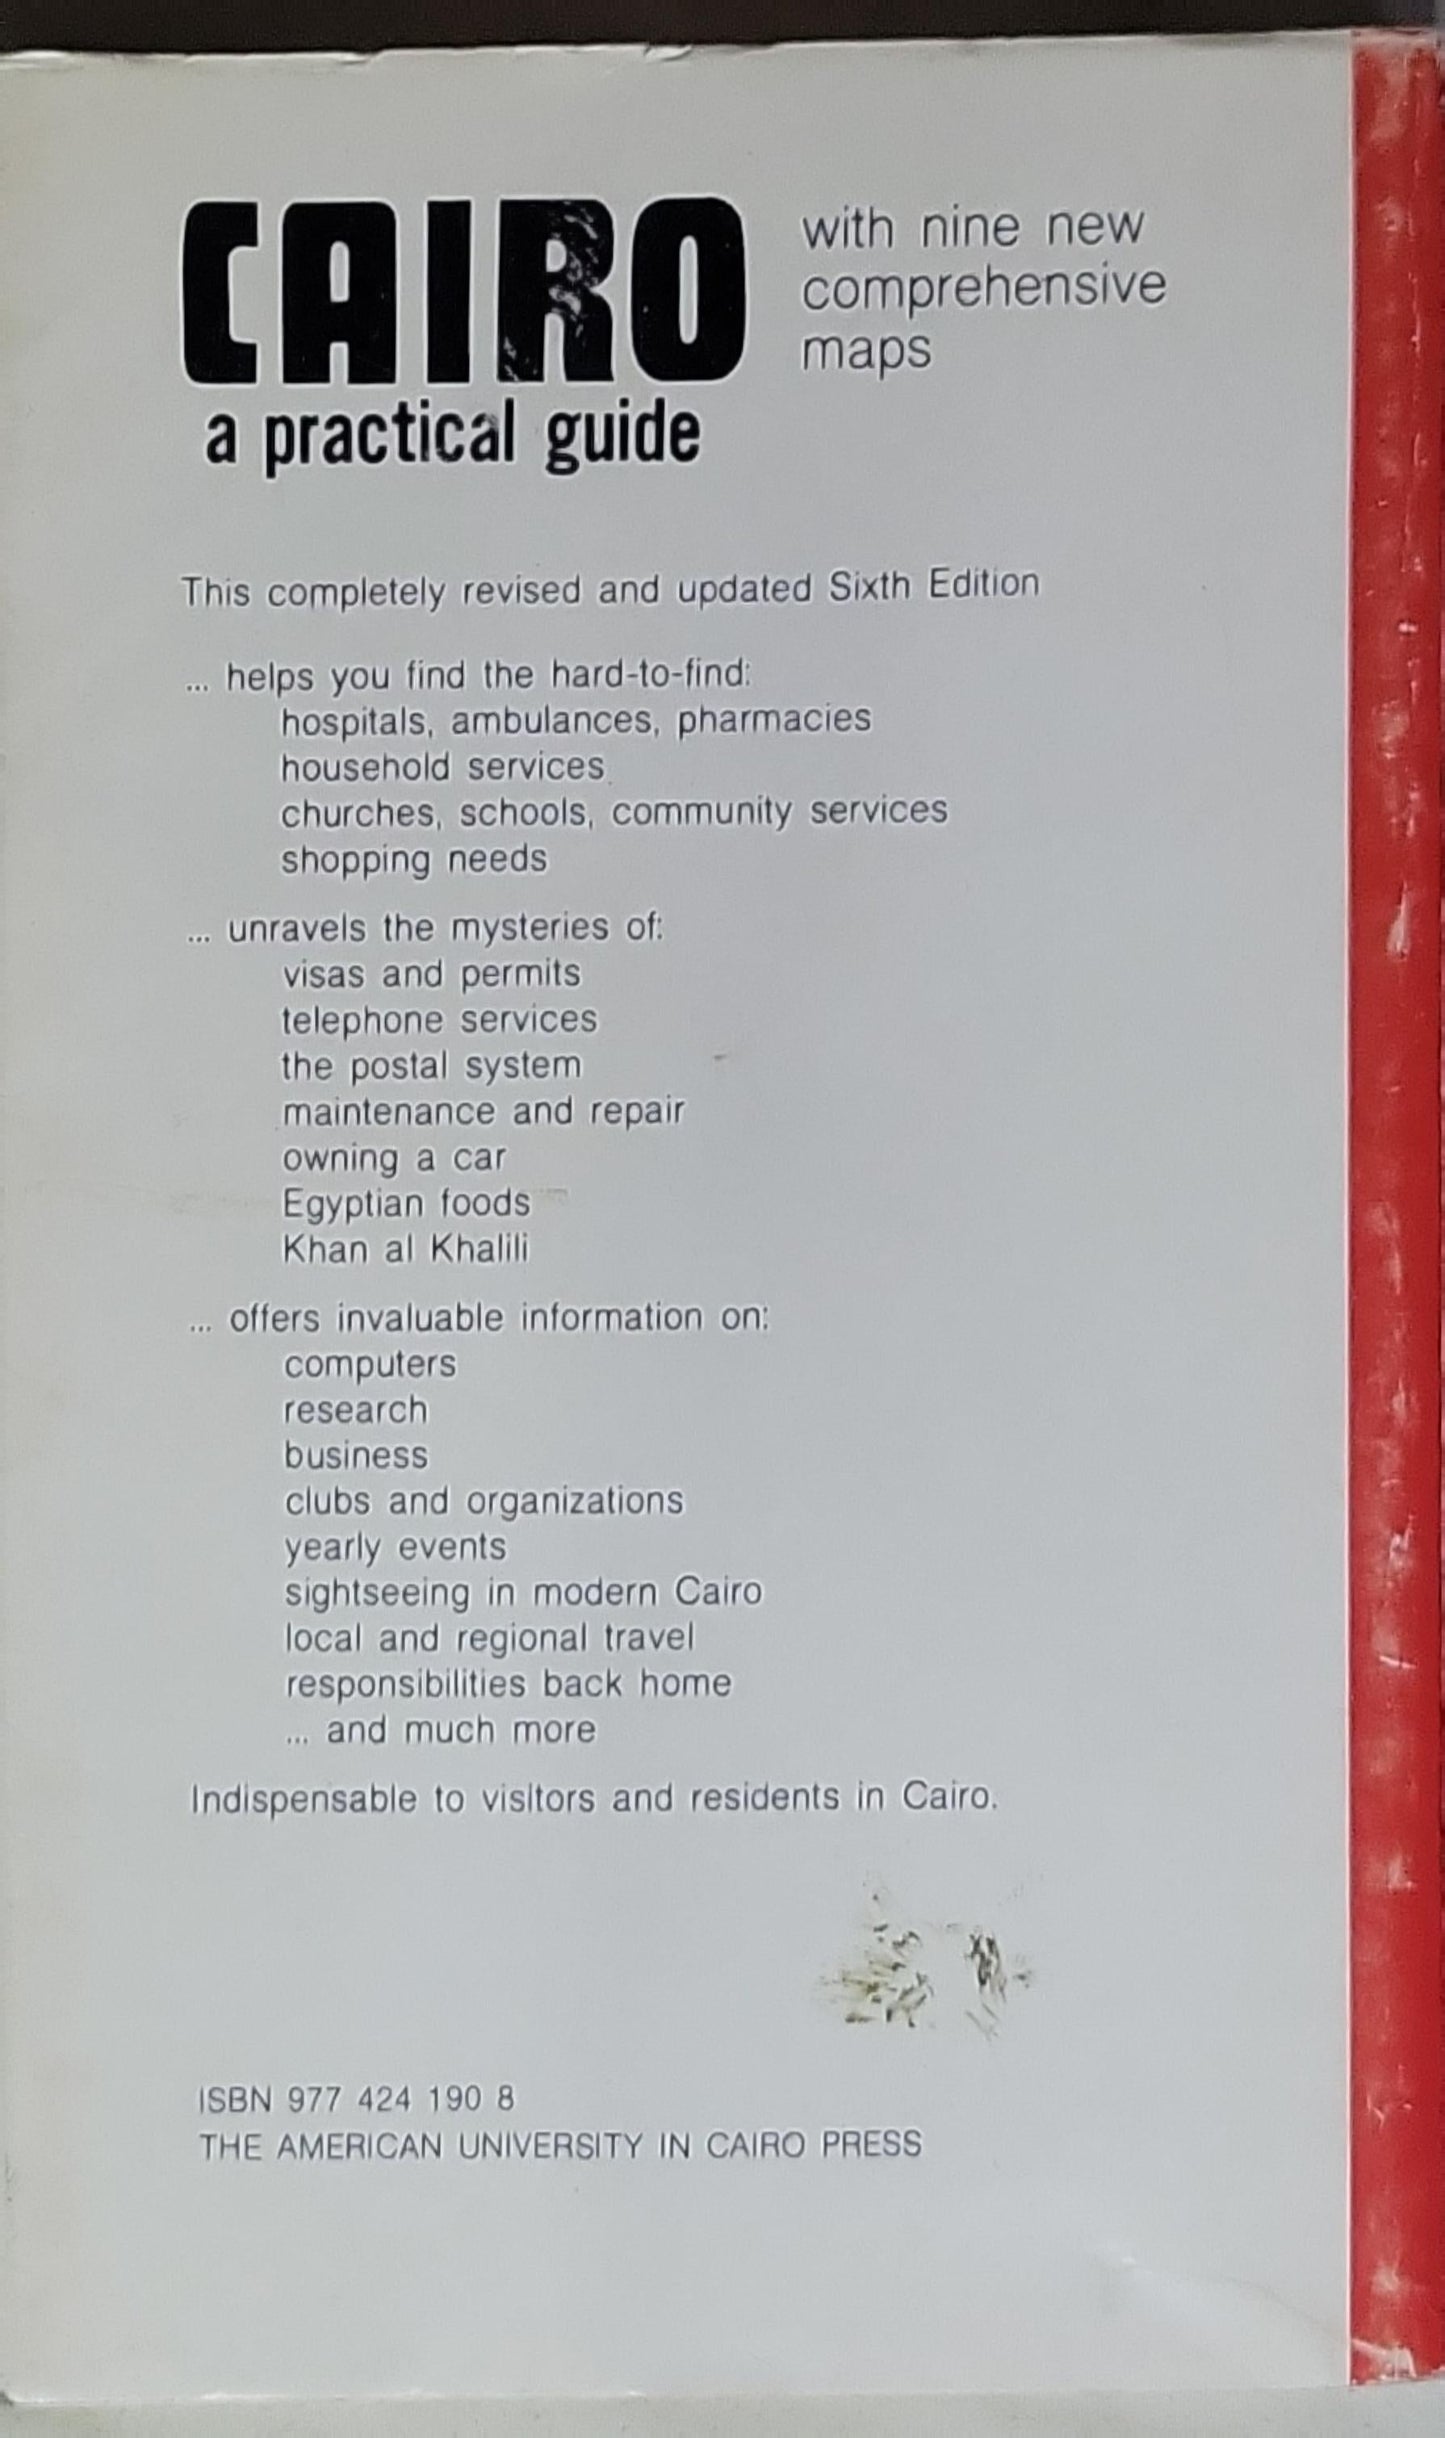 CAIRO
a practical guide
with nine new
comprehensive
maps
This completely revised and updated Sixth Edition
... helps you find the hard-to-find:
hospitals, ambulances, pharmacies
household services
churches, schools, community services
shopping needs
... unravels the mysteries of:
visas and permits
telephone services
the postal system
maintenance and repair
owning a car
Egyptian foods
Khan al Khalili
... offers invaluable information on:
computers
research
business
clubs and organizations
yearly events
sightseeing in modern Cairo
local and regional travel
responsibilities back home
... and much more
Indispensable to visItors and residents in Cairo.
ISBN 977 424 190 8
THE AMERICAN UNIVERSITY IN CAIRO PRESS